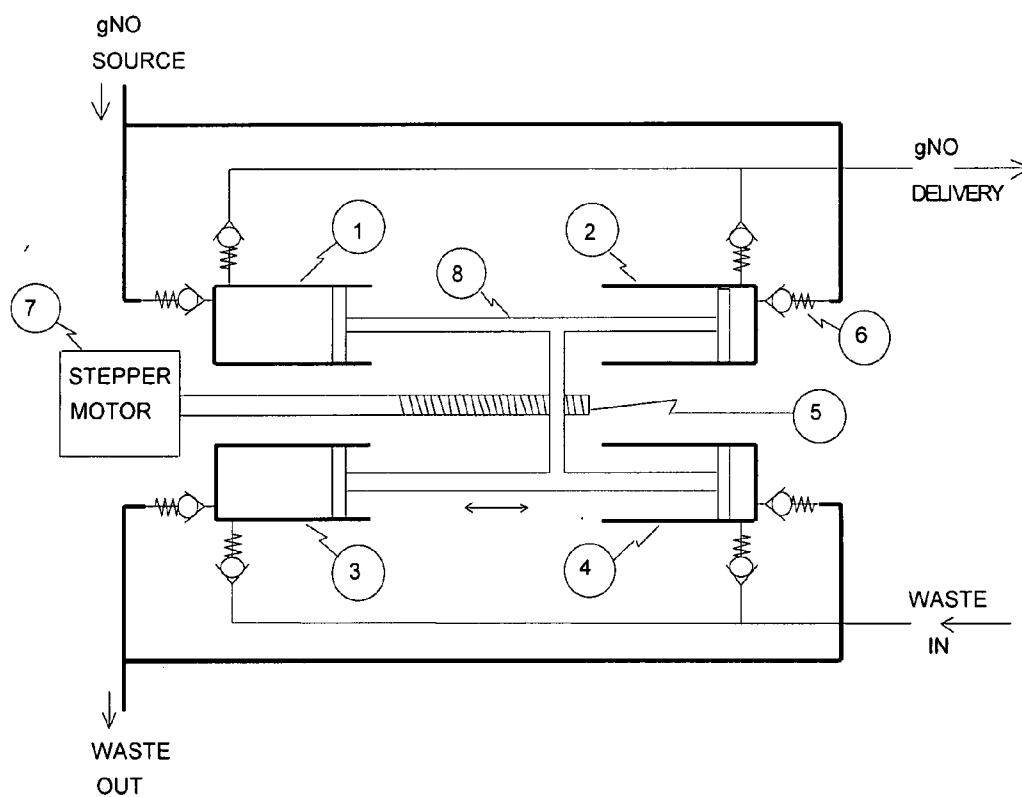 gNO
SOURCE
gNO
DELIVERY
1
2
8
7
6
STEPPER
MOTOR
5
3
4
WASTE
IN
WASTE
OUT